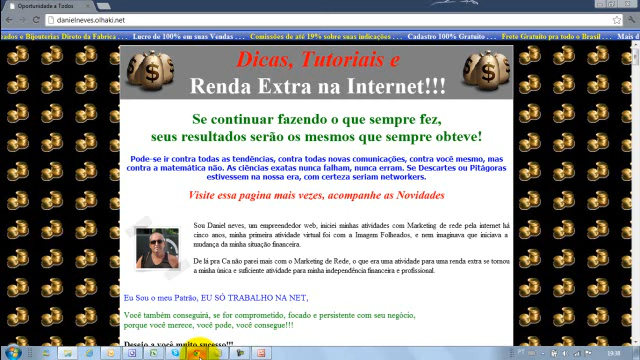 Oportunidade a Todos
danielneves.olhaki.net
ados e Bijouterias Direto da Fabrica . . . Lucro de 100% em suas Vendas . . . Comissões de até 19% sobre suas indicações . . . Cadastro 100% Gratuito . . . Frete Gratuito pra todo o Brasil . . . Mais d
Dicas, Tutoriais e
Renda Extra na Internet!!!
Se continuar fazendo o que sempre fez,
seus resultados serão os mesmos que sempre obteve!
Pode-se ir contra todas as tendências, contra todas novas comunicações, contra você mesmo, mas
contra a matemática não. As ciências exatas nunca falham, nunca erram. Se Descartes ou Pitágoras
estivessem na nossa era, com certeza seriam networkers.
Visite essa pagina mais vezes, acompanhe as Novidades
Sou Daniel neves, um empreendedor web, iniciei minhas atividades com Marketing de rede pela internet há
cinco anos, minha primeira atividade virtual foi com a Imagem Folheados, e nem imaginava que iniciava a
mudança da minha situação financeira.
De lá pra Ca não parei mais com o Marketing de Rede, o que era uma atividade para uma renda extra se tornou
a minha única e suficiente atividade para minha independência financeira e profissional.
Eu Sou o meu Patrão, EU SÓ TRABALHO NA NET,
Você também conseguirá, se for comprometido, focado e persistente com seu negócio,
porque você merece, você pode, você consegue!!!
Desejo a você muito sucesso!!!
19:38